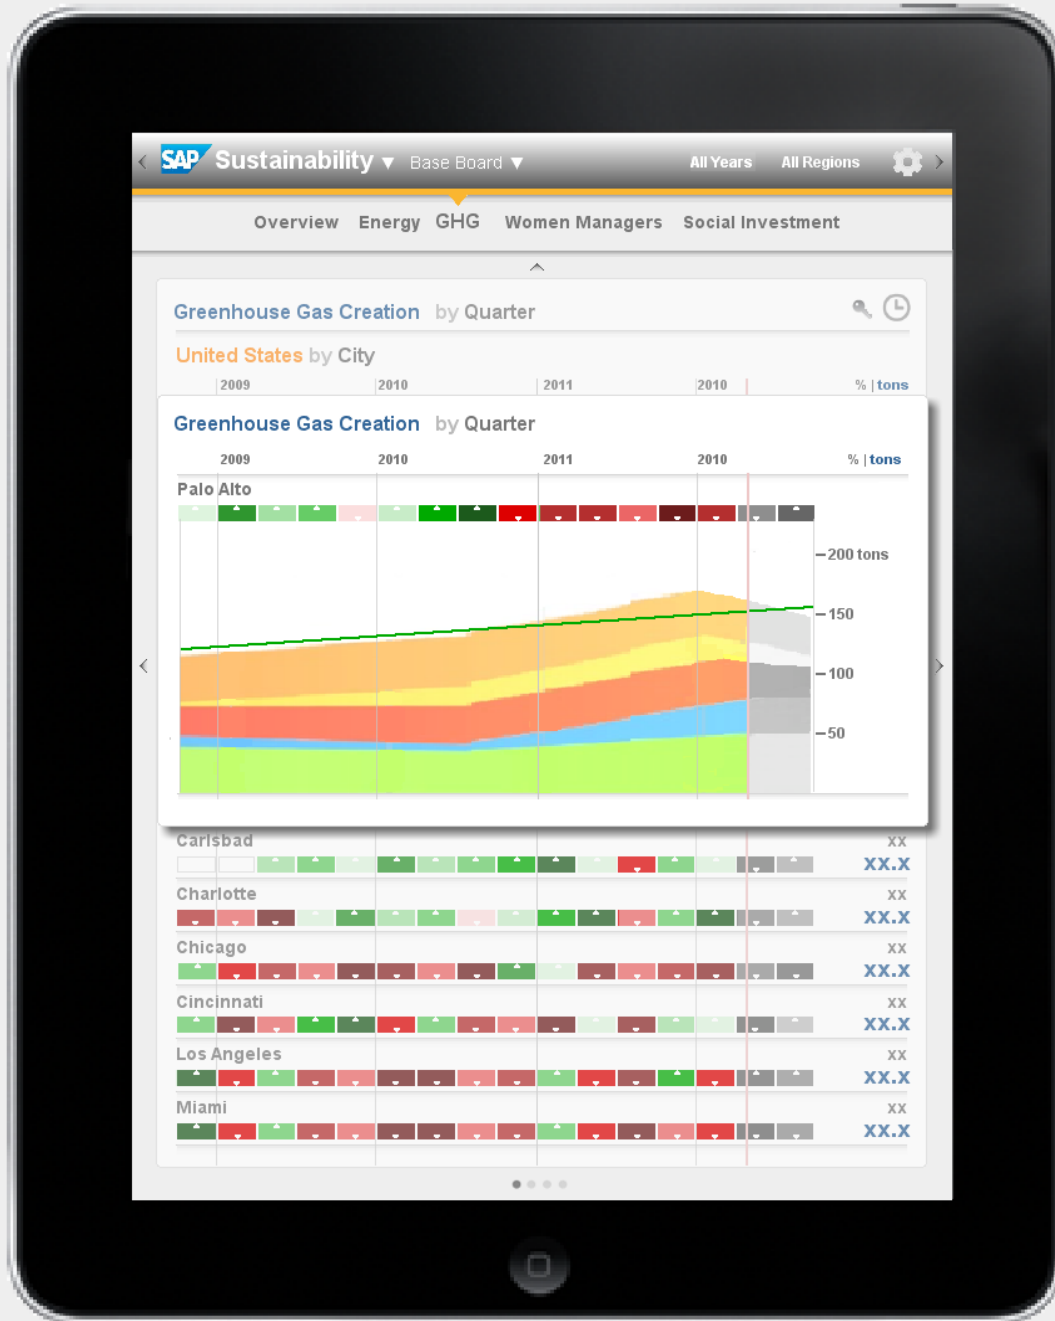 SAP Sustainability ▼ Base Board ▼ All Years All Regions
Overview Energy GHG Women Managers Social Investment
Greenhouse Gas Creation by Quarter
United States by City
2009 2010 2011 2010 % | tons
Greenhouse Gas Creation by Quarter
2009 2010 2011 2010 % | tons
Palo Alto
200 tons
150
100
50
Carlsbad xx
xx.x
Charlotte xx
xx.x
Chicago xx
xx.x
Cincinnati xx
xx.x
Los Angeles xx
xx.x
Miami xx
xx.x